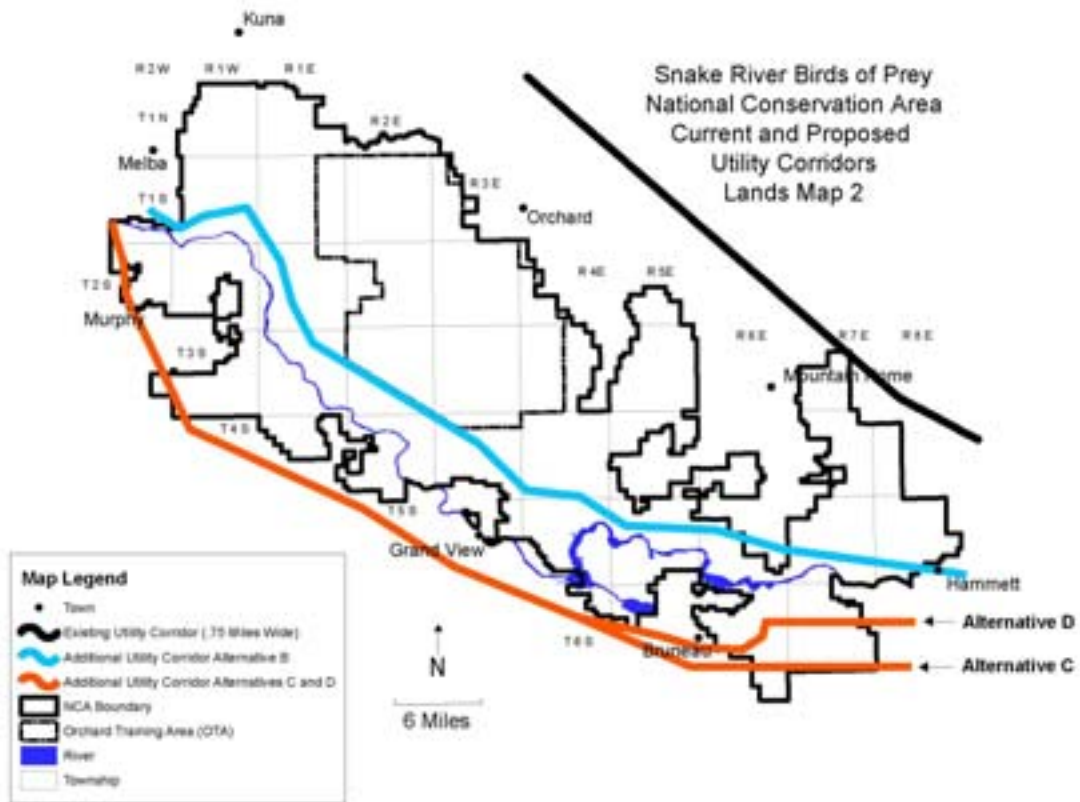 Kuna
R2W
R1W
R1E
Snake River Birds of Prey
National Conservation Area
Current and Proposed
Utility Corridors
Lands Map 2
T1N
R2E
Melba
R3E
T1S
Orchard
R4E
R5E
T2S
Murphy
R6E
R7E
R8E
T3S
Mountain Home
T4S
T5S
Grand View
Hammett
T6S
Bruneau
Alternative D
Alternative C
N
6 Miles
Map Legend
Town
Existing Utility Corridor (.75 Miles Wide)
Additional Utility Corridor Alternative B
Additional Utility Corridor Alternatives C and D
NCA Boundary
Orchard Training Area (OTA)
River
Township